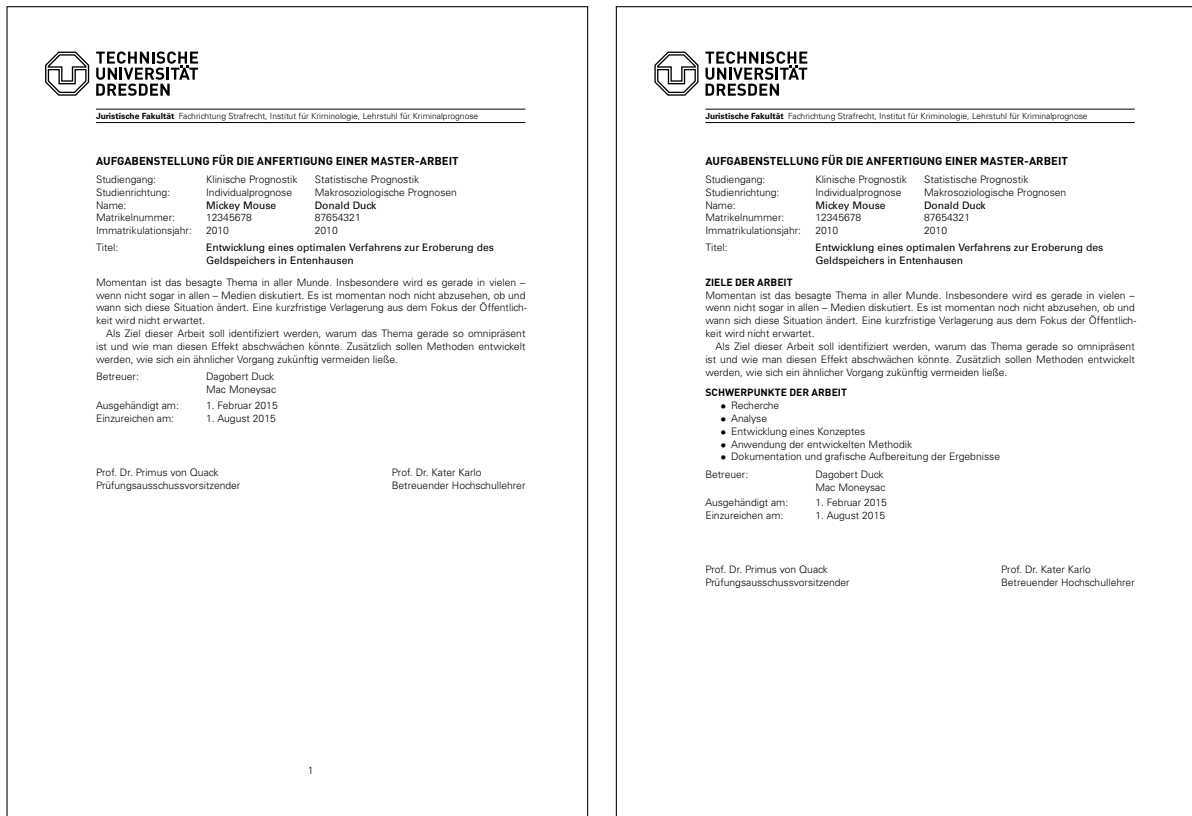 TECHNISCHE
UNIVERSITÄT
DRESDEN
Juristische Fakultät Fachrichtung Strafrecht, Institut für Kriminologie, Lehrstuhl für Kriminalprognose
AUFGABENSTELLUNG FÜR DIE ANFERTIGUNG EINER MASTER-ARBEIT
Studiengang: Klinische Prognostik Statistische Prognostik
Studienrichtung: Individualprognose Makrosoziologische Prognosen
Name: Mickey Mouse Donald Duck
Matrikelnummer: 12345678 87654321
Immatrikulationsjahr: 2010 2010
Titel: Entwicklung eines optimalen Verfahrens zur Eroberung des
Geldspeichers in Entenhausen
Momentan ist das besagte Thema in aller Munde. Insbesondere wird es gerade in vielen –
wenn nicht sogar in allen – Medien diskutiert. Es ist momentan noch nicht abzusehen, ob und
wann sich diese Situation ändert. Eine kurzfristige Verlagerung aus dem Fokus der Öffentlich-
keit wird nicht erwartet.
Als Ziel dieser Arbeit soll identifiziert werden, warum das Thema gerade so omnipräsent
ist und wie man diesen Effekt abschwächen könnte. Zusätzlich sollen Methoden entwickelt
werden, wie sich ein ähnlicher Vorgang zukünftig vermeiden ließe.
Betreuer: Dagobert Duck
Mac Moneysac
Ausgehändigt am: 1. Februar 2015
Einzureichen am: 1. August 2015
Prof. Dr. Primus von Quack Prof. Dr. Kater Karlo
Prüfungsausschussvorsitzender Betreuender Hochschullehrer
1
TECHNISCHE
UNIVERSITÄT
DRESDEN
Juristische Fakultät Fachrichtung Strafrecht, Institut für Kriminologie, Lehrstuhl für Kriminalprognose
AUFGABENSTELLUNG FÜR DIE ANFERTIGUNG EINER MASTER-ARBEIT
Studiengang: Klinische Prognostik Statistische Prognostik
Studienrichtung: Individualprognose Makrosoziologische Prognosen
Name: Mickey Mouse Donald Duck
Matrikelnummer: 12345678 87654321
Immatrikulationsjahr: 2010 2010
Titel: Entwicklung eines optimalen Verfahrens zur Eroberung des
Geldspeichers in Entenhausen
ZIELE DER ARBEIT
Momentan ist das besagte Thema in aller Munde. Insbesondere wird es gerade in vielen –
wenn nicht sogar in allen – Medien diskutiert. Es ist momentan noch nicht abzusehen, ob und
wann sich diese Situation ändert. Eine kurzfristige Verlagerung aus dem Fokus der Öffentlich-
keit wird nicht erwartet.
Als Ziel dieser Arbeit soll identifiziert werden, warum das Thema gerade so omnipräsent
ist und wie man diesen Effekt abschwächen könnte. Zusätzlich sollen Methoden entwickelt
werden, wie sich ein ähnlicher Vorgang zukünftig vermeiden ließe.
SCHWERPUNKTE DER ARBEIT
• Recherche
• Analyse
• Entwicklung eines Konzeptes
• Anwendung der entwickelten Methodik
• Dokumentation und grafische Aufbereitung der Ergebnisse
Betreuer: Dagobert Duck
Mac Moneysac
Ausgehändigt am: 1. Februar 2015
Einzureichen am: 1. August 2015
Prof. Dr. Primus von Quack Prof. Dr. Kater Karlo
Prüfungsausschussvorsitzender Betreuender Hochschullehrer